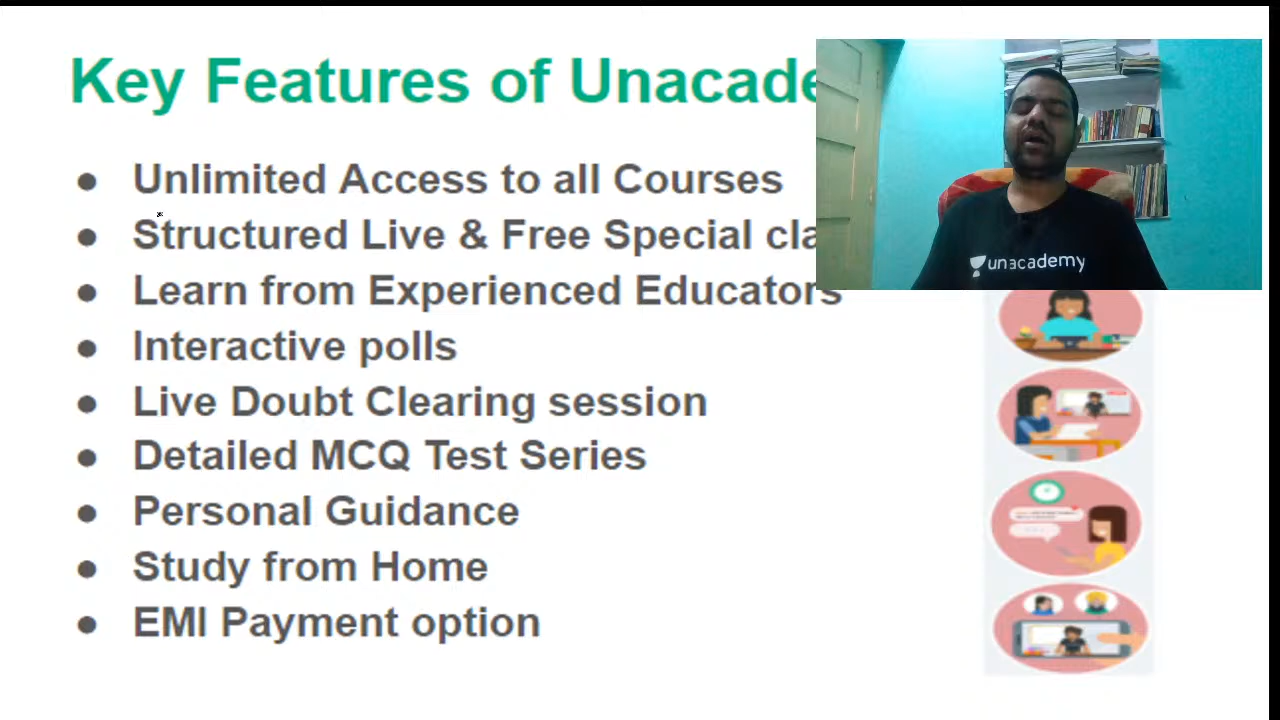 Key Features of Unacade
Unlimited Access to all Courses
Structured Live & Free Special cla
Learn from Experienced Educators
Interactive polls
Live Doubt Clearing session
Detailed MCQ Test Series
Personal Guidance
Study from Home
EMI Payment option
unacademy